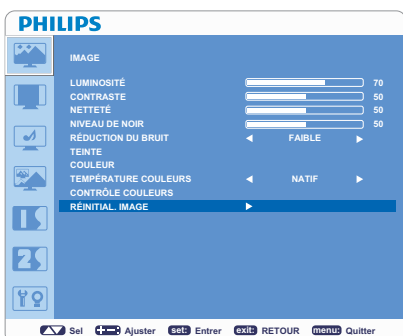 PHILIPS
IMAGE
LUMINOSITÉ 70
CONTRASTE 50
NETTETÉ 50
NIVEAU DE NOIR 50
RÉDUCTION DU BRUIT FAIBLE
TEINTE
COULEUR
TEMPÉRATURE COULEURS NATIF
CONTRÔLE COULEURS
RÉINITIAL. IMAGE
Sel Ajuster set: Entrer exit: RETOUR menu: Quitter